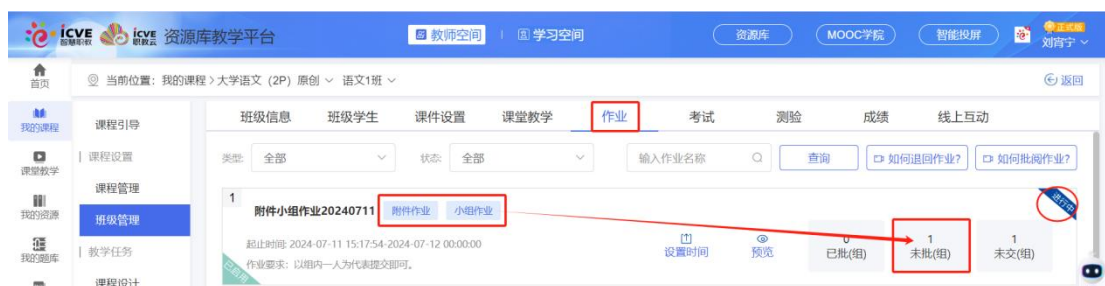 icve 智慧职教 icve 职教云 资源库教学平台 教师空间 学习空间 资源库 MOOC学院 智能投屏 正式版 刘宵宁
首页 当前位置：我的课程 > 大学语文（2P）原创 语文1班 返回
我的课程 课程引导 班级信息 班级学生 课件设置 课堂教学 作业 考试 测验 成绩 线上互动
课堂教学 课程设置 类型: 全部 状态: 全部 输入作业名称 查询 如何退回作业? 如何批阅作业?
课程管理
我的资源 班级管理 1 附件小组作业20240711 附件作业 小组作业 进行中
我的题库 教学任务 起止时间: 2024-07-11 15:17:54-2024-07-12 00:00:00 设置时间 预览 0 已批(组) 1 未批(组) 1 未交(组)
已启用 作业要求：以组内一人为代表提交即可。
课程设计